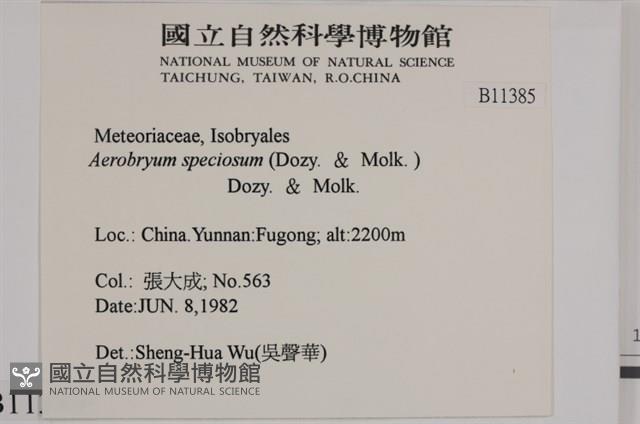 國立自然科學博物館
NATIONAL MUSEUM OF NATURAL SCIENCE
TAICHUNG, TAIWAN, R.O.CHINA
B11385
Meteoriaceae, Isobryales
Aerobryum speciosum (Dozy. & Molk. )
Dozy. & Molk.
Loc.: China.Yunnan:Fugong; alt:2200m
Col.: 張大成; No.563
Date:JUN. 8,1982
Det.:Sheng-Hua Wu(吳聲華)
國立自然科學博物館
NATIONAL MUSEUM OF NATURAL SCIENCE